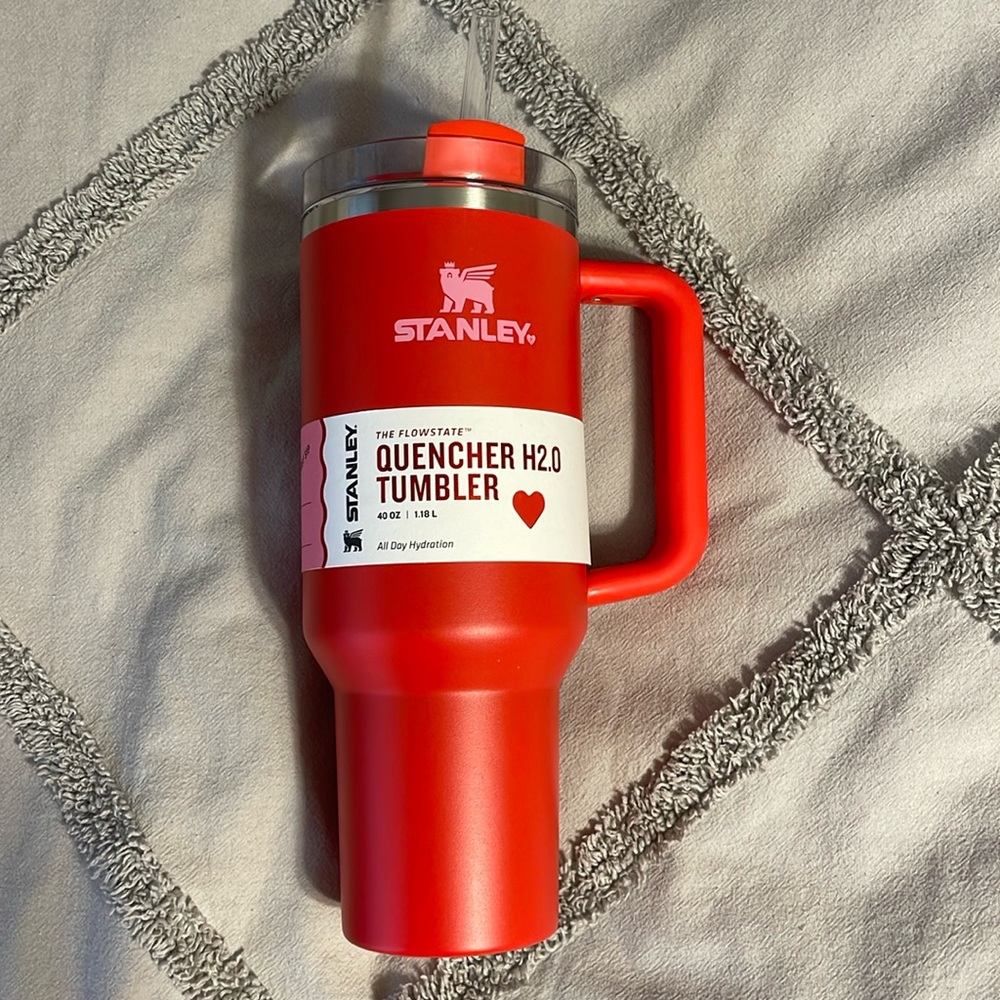 STANLEY
STANLEY.
THE FLOWSTATE™
QUENCHER H2.0
TUMBLER
40 OZ | 1.18 L
All Day Hydration